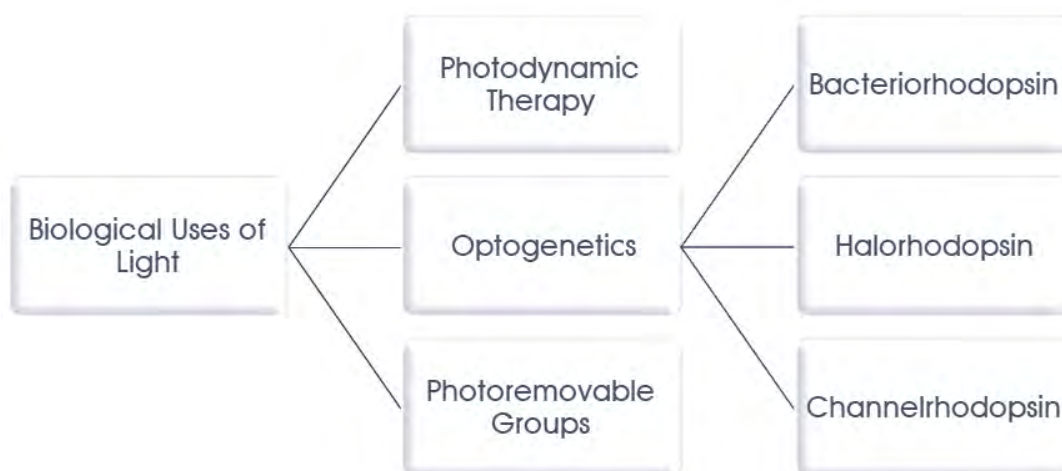 Biological Uses of
Light
Photodynamic
Therapy
Optogenetics
Photoremovable
Groups
Bacteriorhodopsin
Halorhodopsin
Channelrhodopsin